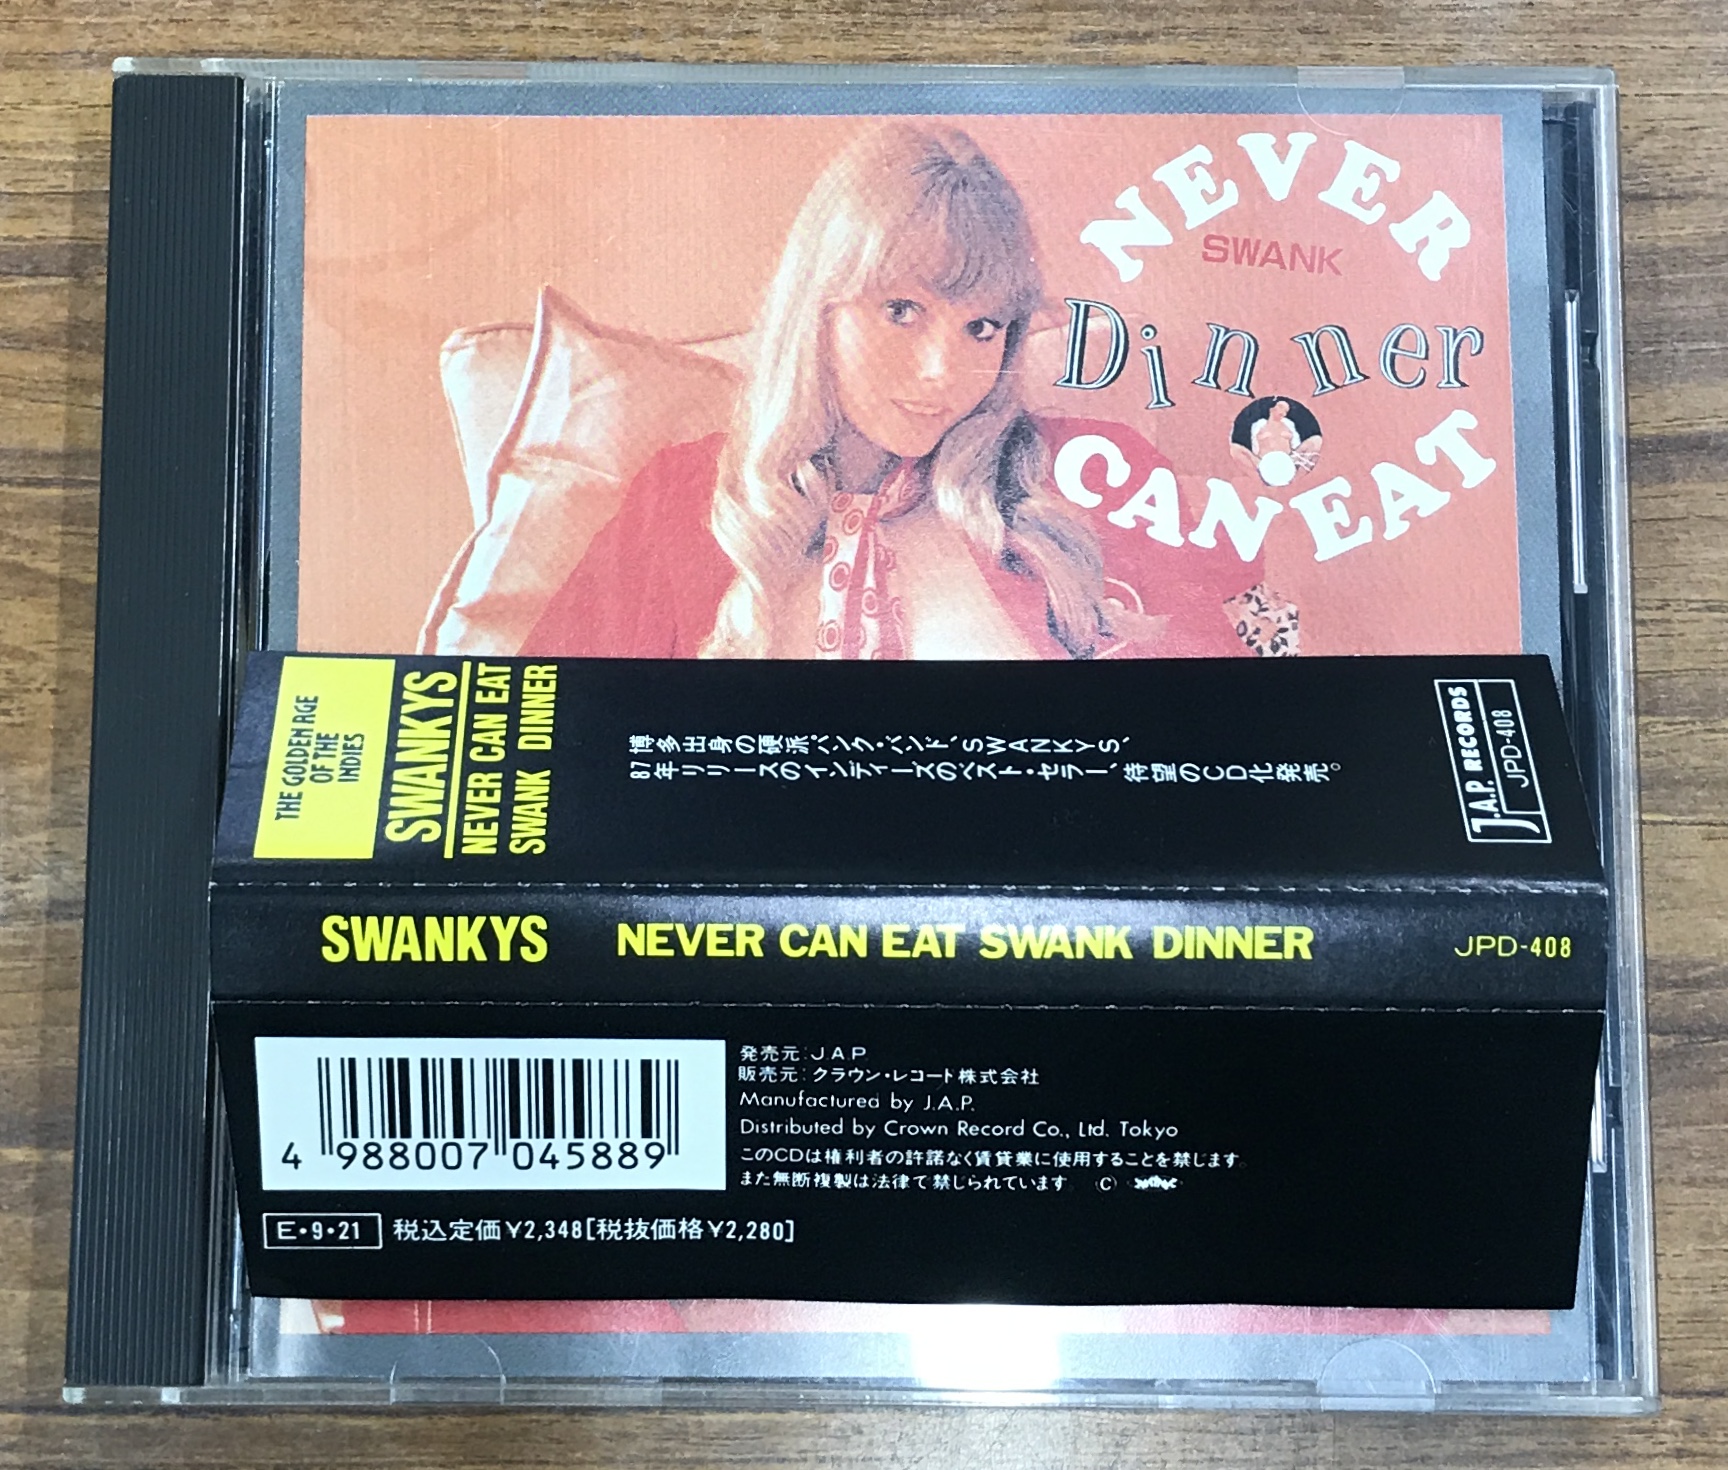 NEVER
SWANK
Dinner
CAN EAT
THE GOLDEN AGE
OF THE
INDIES
SWANKYS
NEVER CAN EAT
SWANK DINNER
博多出身の硬派パンク・バンド、SWANKYS、
87年リリースのインディーズのベスト・セラー、待望のCD化発売。
J.A.P. RECORDS
JPD-408
SWANKYS NEVER CAN EAT SWANK DINNER JPD-408
4 988007 045889
発売元:J.A.P.
販売元:クラウン・レコード株式会社
Manufactured by J.A.P.
Distributed by Crown Record Co., Ltd. Tokyo
このCDは権利者の許諾なく賃貸業に使用することを禁じます。
また無断複製は法律で禁じられています。 (C)
E・9・21 税込定価¥2,348[税抜価格¥2,280]